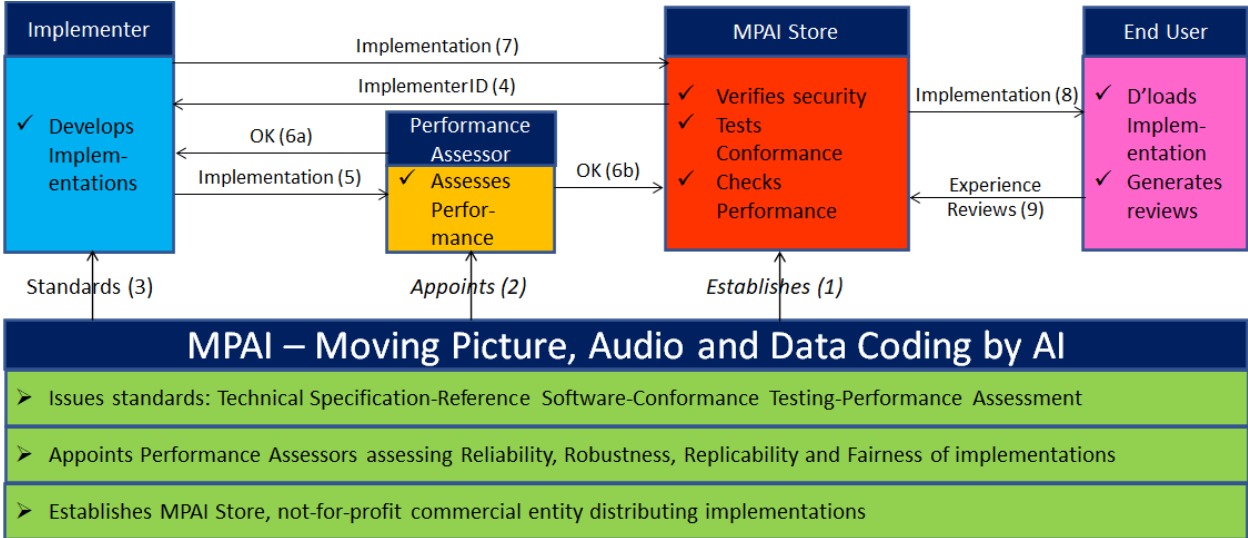 Implementer
MPAI Store
End User
Implementation (7)
ImplementerID (4)
✓ Develops
Implem-
entations
OK (6a)
Implementation (5)
Performance
Assessor
✓ Assesses
Perfor-
mance
OK (6b)
✓ Verifies security
✓ Tests
Conformance
✓ Checks
Performance
Implementation (8)
Experience
Reviews (9)
✓ D'loads
Implem-
entation
✓ Generates
reviews
Standards (3)
Appoints (2)
Establishes (1)
MPAI – Moving Picture, Audio and Data Coding by AI
➢ Issues standards: Technical Specification-Reference Software-Conformance Testing-Performance Assessment
➢ Appoints Performance Assessors assessing Reliability, Robustness, Replicability and Fairness of implementations
➢ Establishes MPAI Store, not-for-profit commercial entity distributing implementations